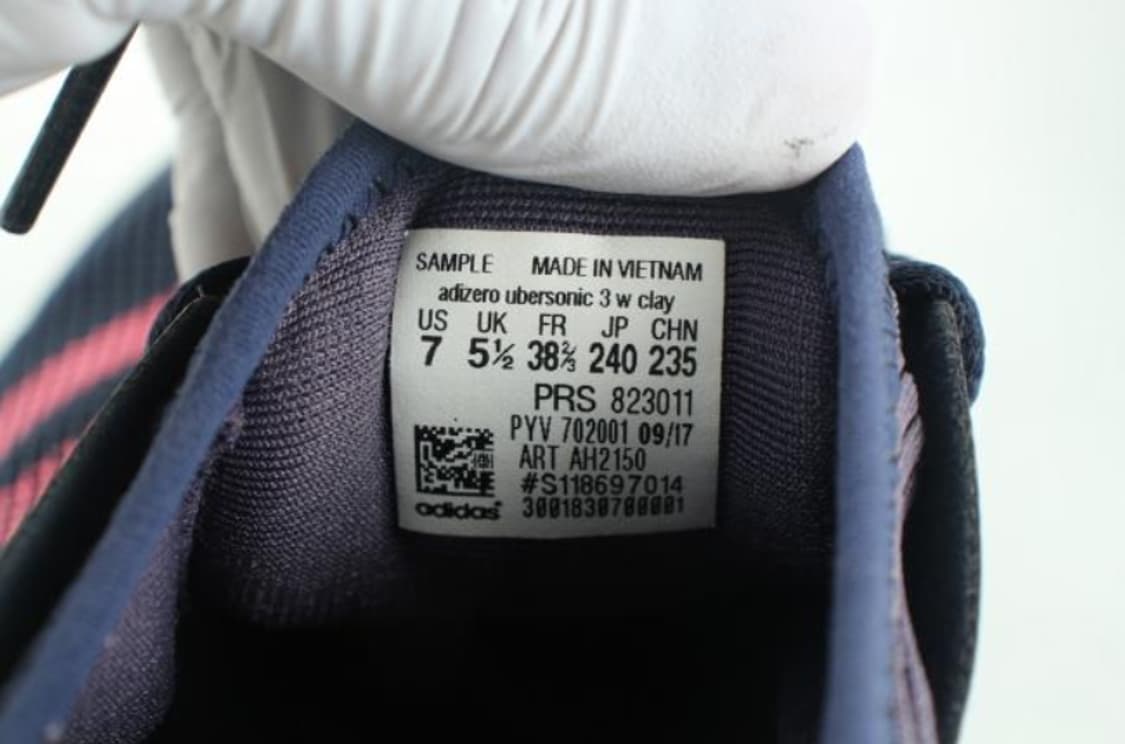 SAMPLE MADE IN VIETNAM
adizero ubersonic 3 w clay
US UK FR JP CHN
7 5½ 38⅔ 240 235
PRS 823011
PYV 702001 09/17
ART AH2150
#S118697014
3001830700001
adidas